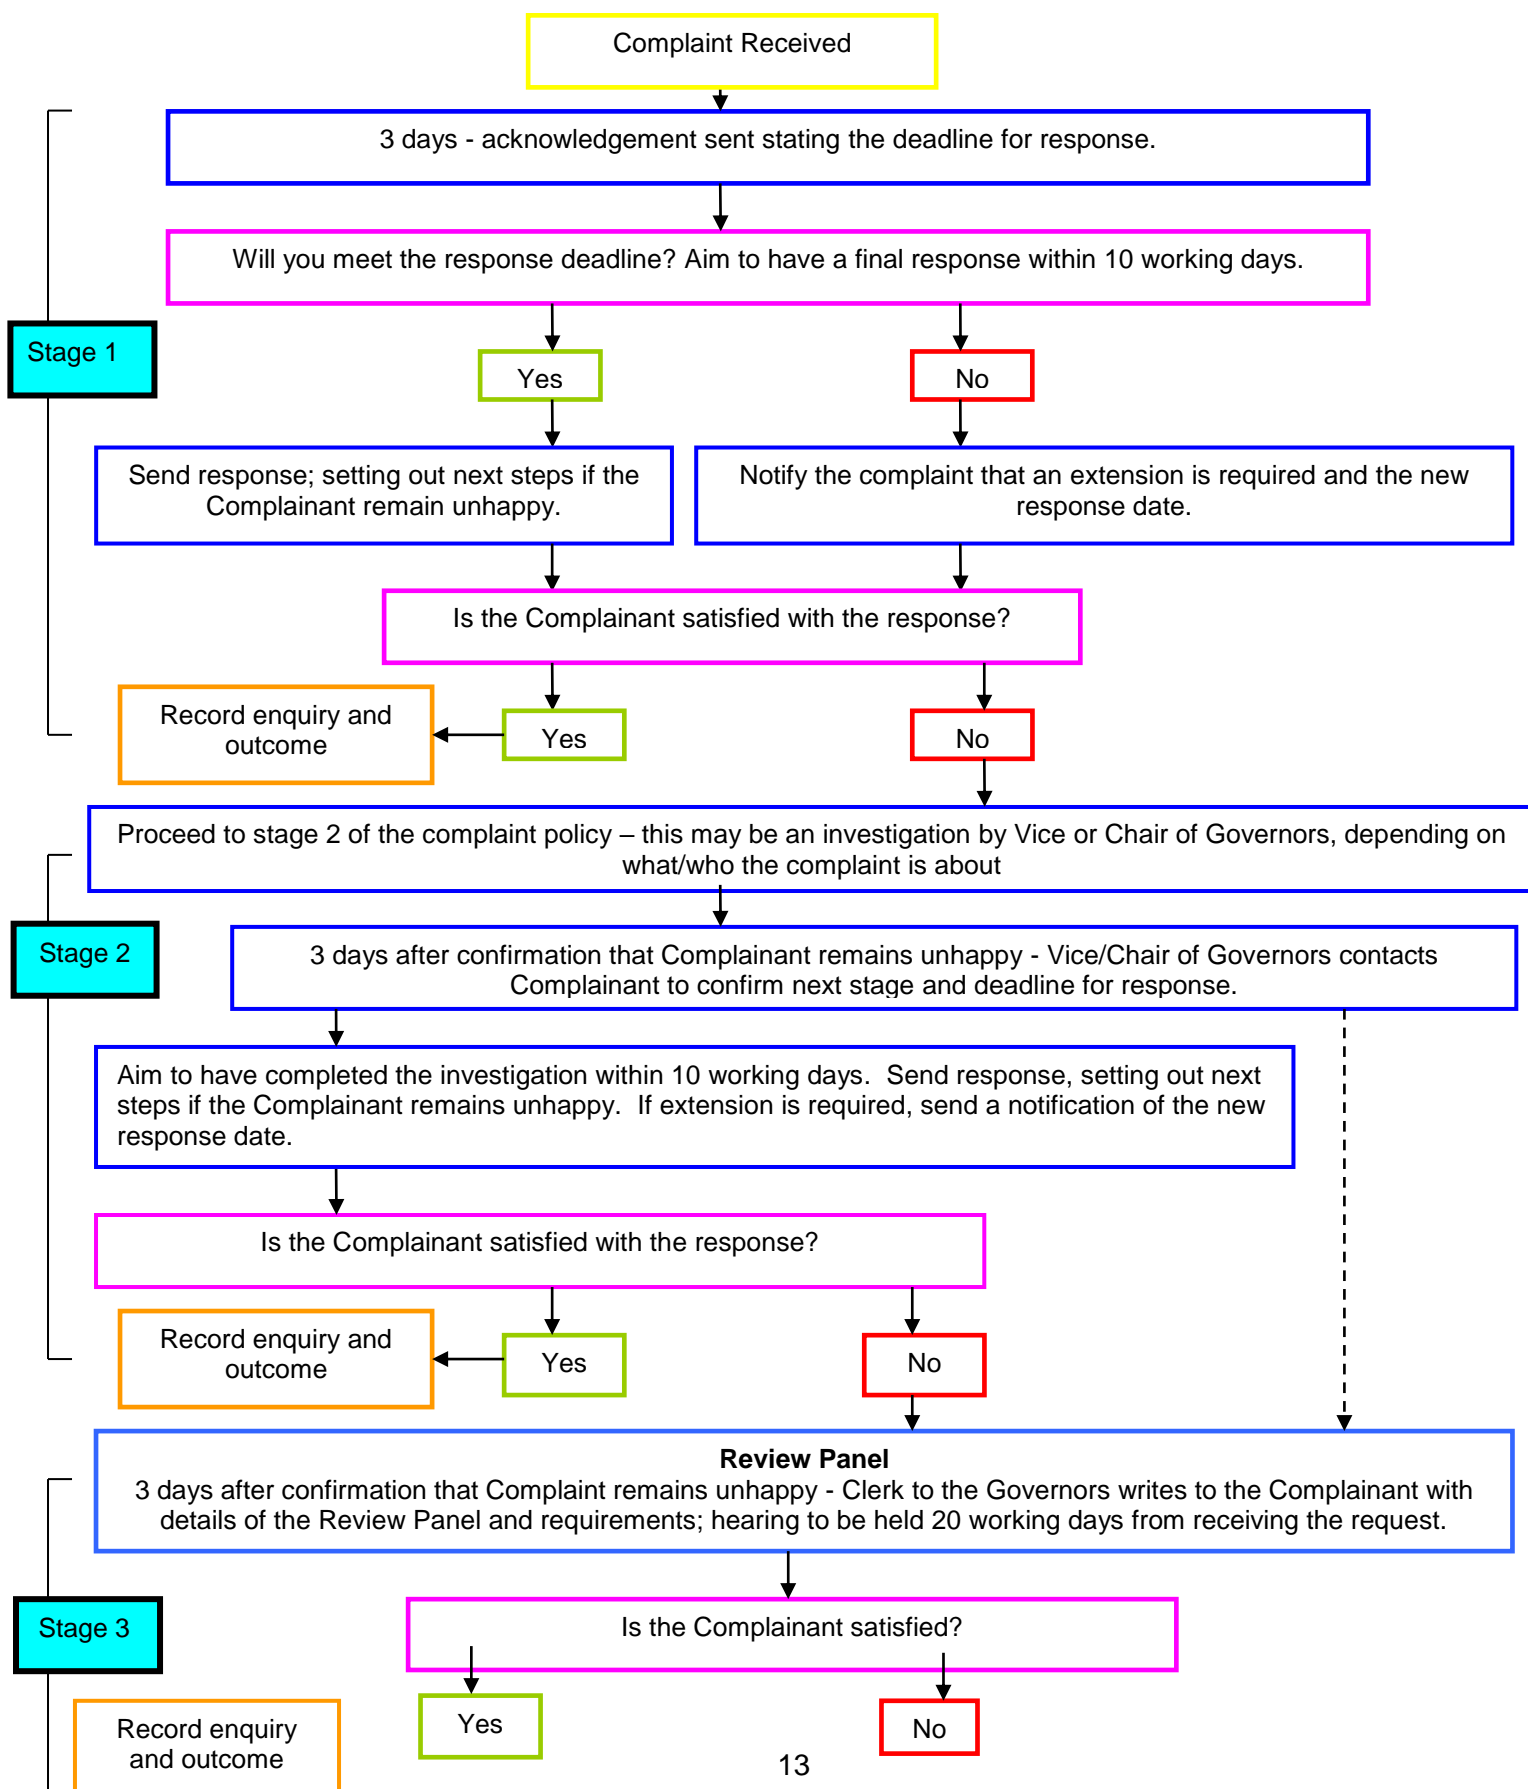 Complaint Received
3 days - acknowledgement sent stating the deadline for response.
Will you meet the response deadline? Aim to have a final response within 10 working days.
Stage 1
Yes
No
Send response; setting out next steps if the
Complainant remain unhappy.
Notify the complaint that an extension is required and the new
response date.
Is the Complainant satisfied with the response?
Record enquiry and
outcome
Yes
No
Proceed to stage 2 of the complaint policy – this may be an investigation by Vice or Chair of Governors, depending on
what/who the complaint is about
Stage 2
3 days after confirmation that Complainant remains unhappy - Vice/Chair of Governors contacts
Complainant to confirm next stage and deadline for response.
Aim to have completed the investigation within 10 working days.  Send response, setting out next
steps if the Complainant remains unhappy.  If extension is required, send a notification of the new
response date.
Is the Complainant satisfied with the response?
Record enquiry and
outcome
Yes
No
Review Panel
3 days after confirmation that Complaint remains unhappy - Clerk to the Governors writes to the Complainant with
details of the Review Panel and requirements; hearing to be held 20 working days from receiving the request.
Stage 3
Is the Complainant satisfied?
Yes
No
Record enquiry
and outcome
13